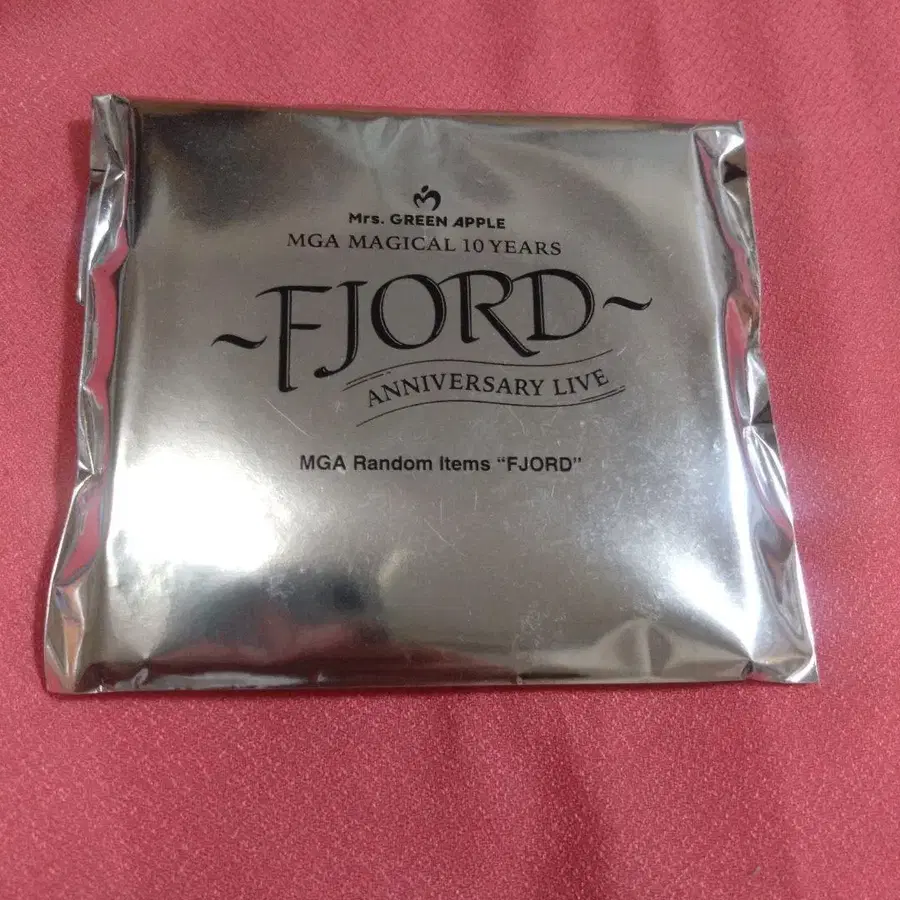 Mrs. GREEN APPLE
MGA MAGICAL 10 YEARS
~FJORD~
ANNIVERSARY LIVE
MGA Random Items “FJORD”